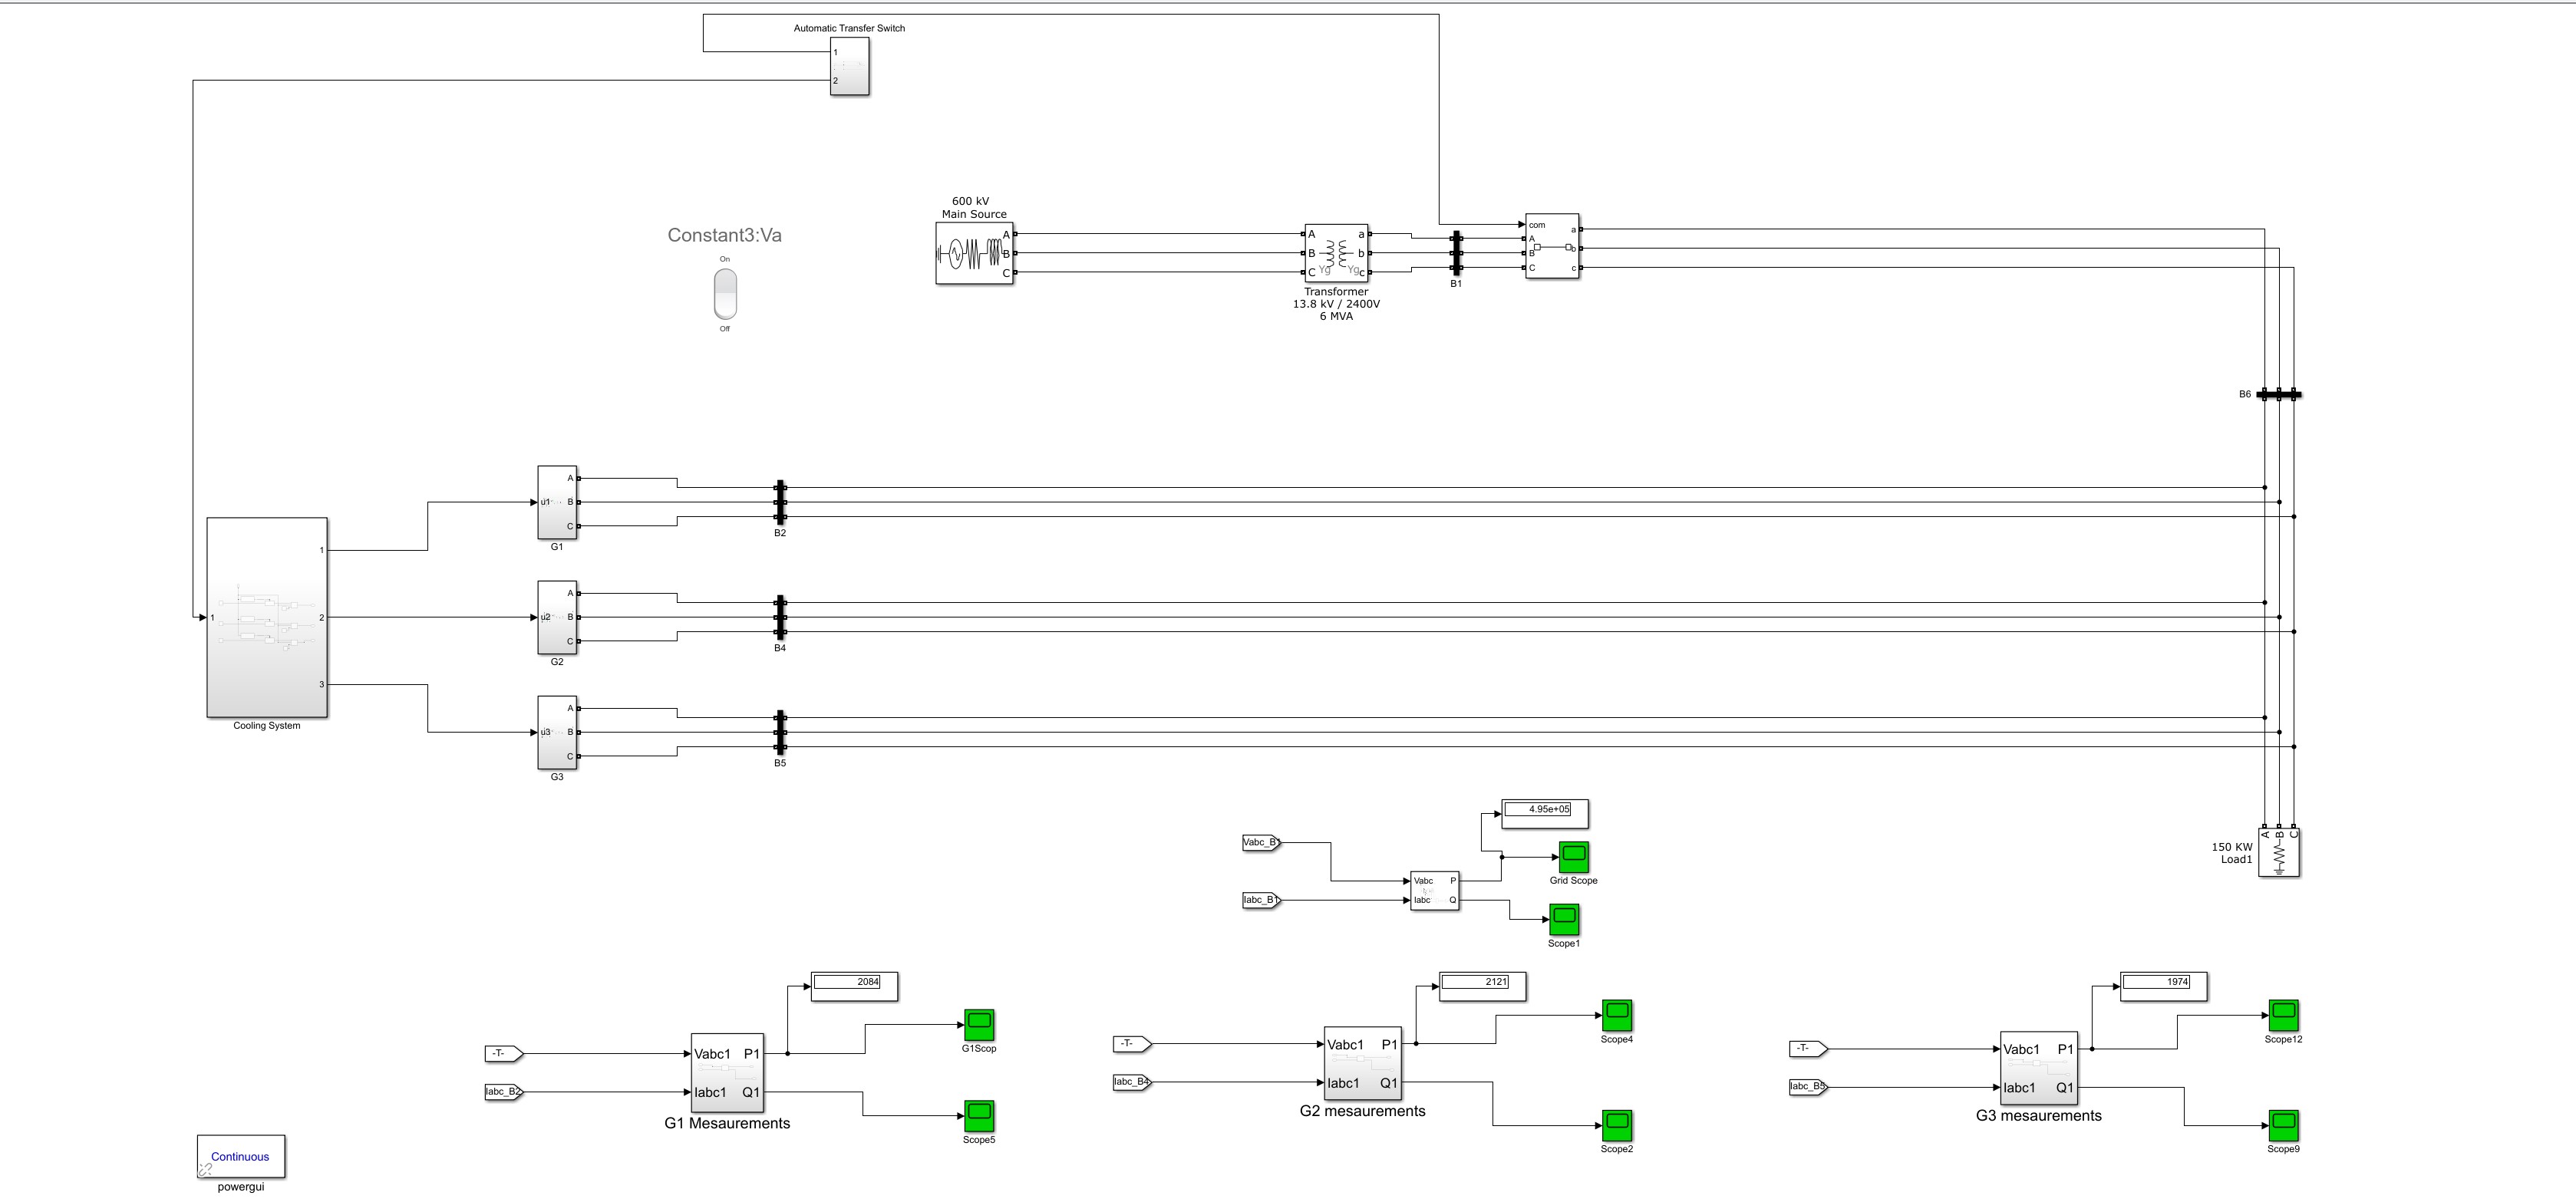 Automatic Transfer Switch
1
2
600 kV
Main Source
A
B
C
A
B
C
a
b
c
Yg
Yg
Transformer
13.8 kV / 2400V
6 MVA
B1
com
A
B
C
a
b
c
Constant3:Va
On
Off
B6
A
u1
B
C
G1
B2
1
1
2
3
Cooling System
A
u2
B
C
G2
B4
A
u3
B
C
G3
B5
4.95e+05
Vabc_B1
Iabc_B1
Vabc
P
Iabc
Q
Grid Scope
Scope1
A
B
C
150 KW
Load1
2084
-T-
Iabc_B2
Vabc1
P1
Iabc1
Q1
G1 Mesaurements
G1Scop
Scope5
2121
-T-
Iabc_B4
Vabc1
P1
Iabc1
Q1
G2 mesaurements
Scope4
Scope2
1974
-T-
Iabc_B5
Vabc1
P1
Iabc1
Q1
G3 mesaurements
Scope12
Scope9
Continuous
powergui